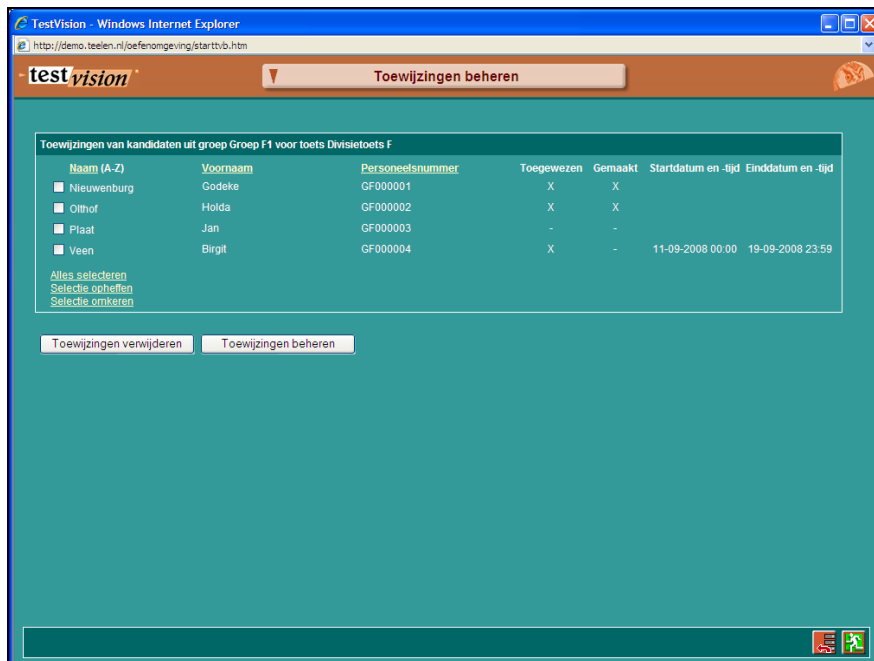 TestVision - Windows Internet Explorer
http://demo.teelen.nl/oefenomgeving/starttvb.htm
test vision
Toewijzingen beheren
Toewijzingen van kandidaten uit groep Groep F1 voor toets Divisietoets F
Naam (A-Z) Voornaam Personeelsnummer Toegewezen Gemaakt Startdatum en -tijd Einddatum en -tijd
Nieuwenburg Godeke GF000001 X X
Olthof Holda GF000002 X X
Plaat Jan GF000003 - -
Veen Birgit GF000004 X - 11-09-2008 00:00 19-09-2008 23:59
Alles selecteren
Selectie opheffen
Selectie omkeren
Toewijzingen verwijderen Toewijzingen beheren